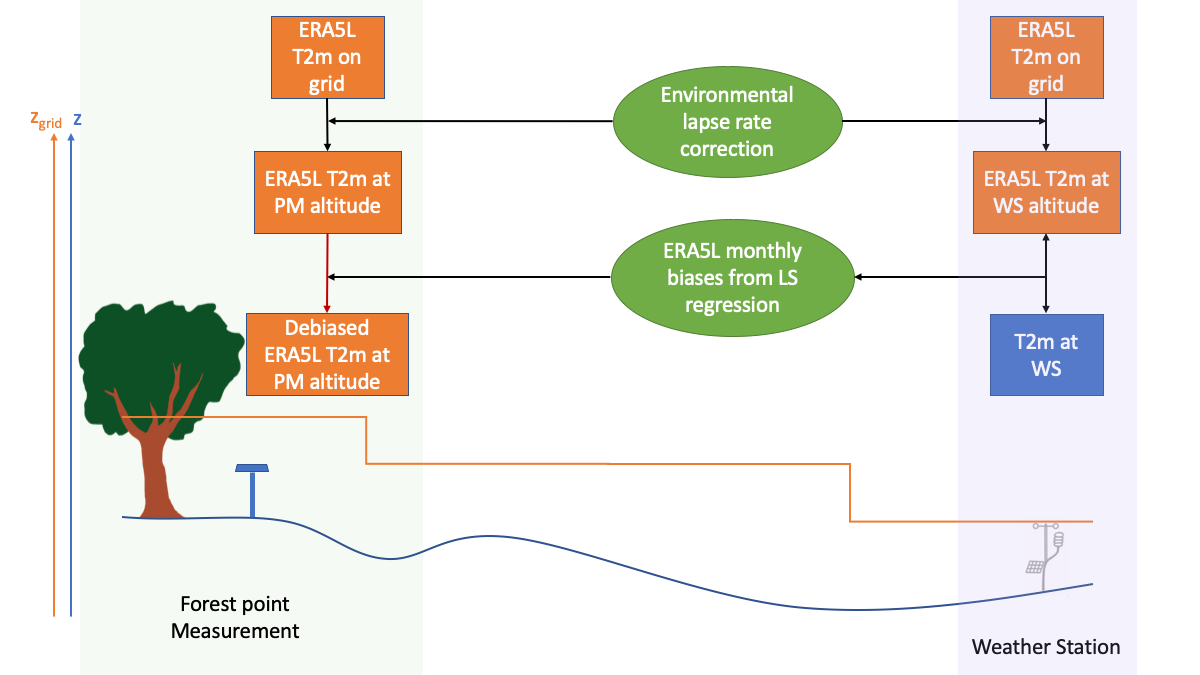 ERA5L
T2m on
grid
ERA5L
T2m on
grid
Environmental
lapse rate
correction
zgrid z
ERA5L T2m at
PM altitude
ERA5L T2m at
WS altitude
ERA5L monthly
biases from LS
regression
Debiased
ERA5L T2m at
PM altitude
T2m at
WS
Forest point
Measurement
Weather Station